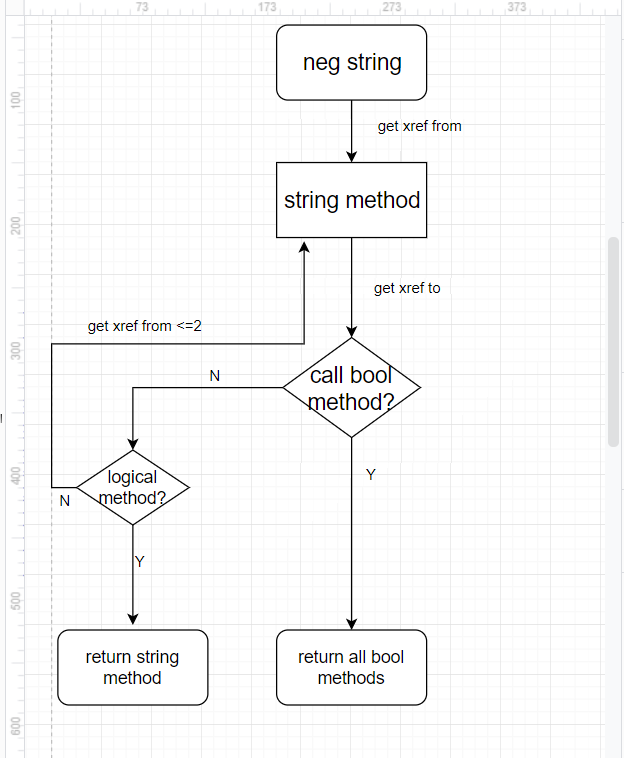 73 173 273 373
neg string
100
get xref from
string method
200
get xref to
get xref from <=2
300
N
call bool
method?
400
logical
method?
Y
N
Y
500
return string
method
return all bool
methods
600